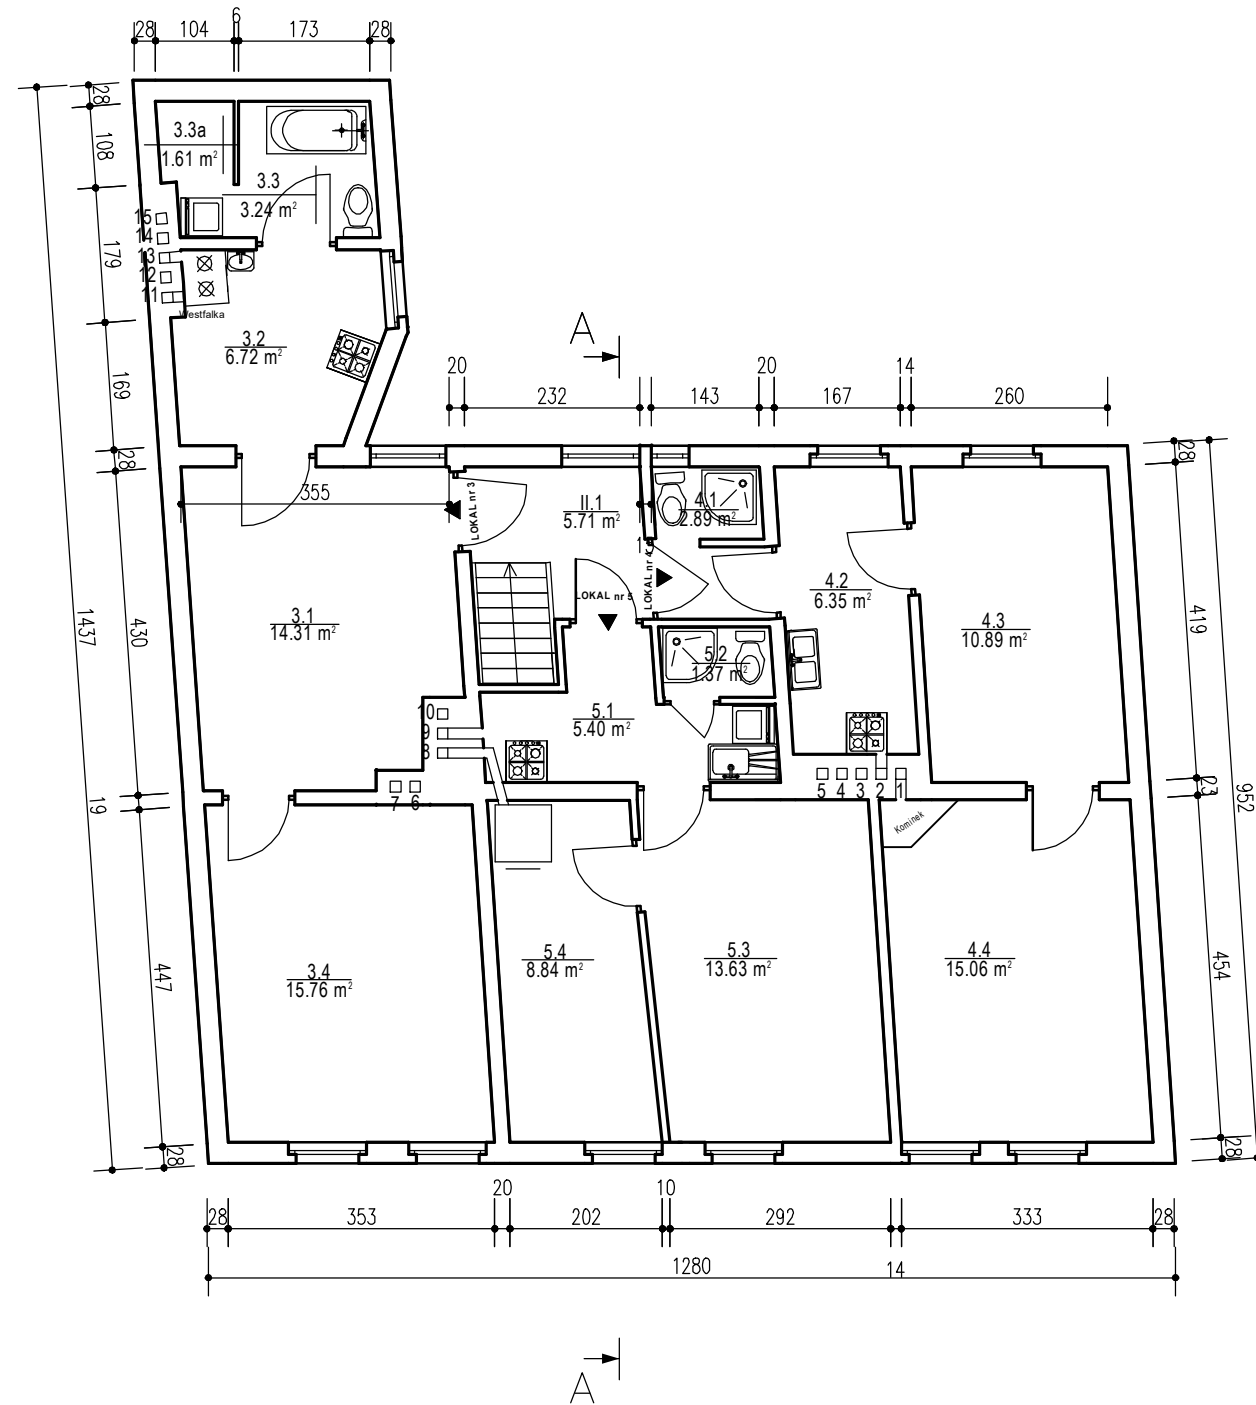 6
28 104 173 28
28
108
179
169
28
430
1437
19
447
28
3.3a
1.61 m²
3.3
3.24 m²
15
14
13
12
11
Westfalka
3.2
6.72 m²
A
20 232 143 20 167 14 260
28
355
LOKAL nr 3
II.1
5.71 m²
4.1
2.89 m²
1
LOKAL nr 4
LOKAL nr 5
4.2
6.35 m²
4.3
10.89 m²
419
3.1
14.31 m²
5.2
1.37 m²
5.1
5.40 m²
10
9
8
7 6
5 4 3 2 1
23
952
Kominek
454
3.4
15.76 m²
5.4
8.84 m²
5.3
13.63 m²
4.4
15.06 m²
28
20 10
28 353 202 292 333 28
1280 14
A